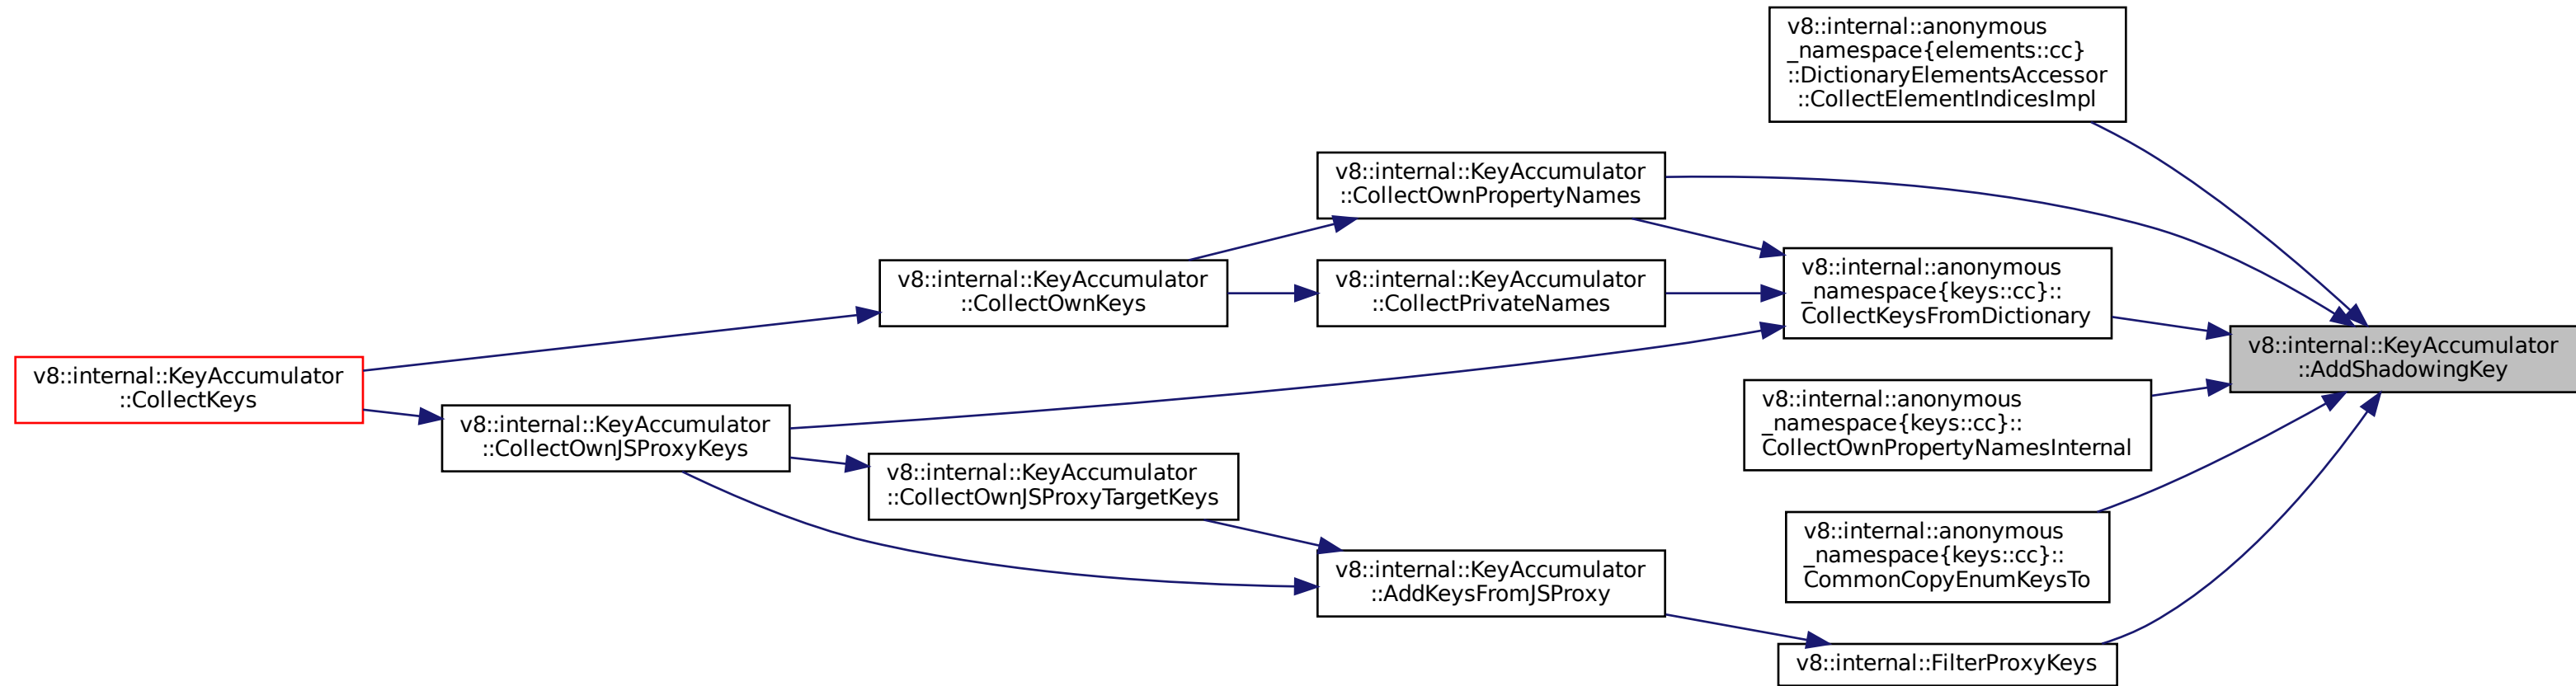 v8::internal::anonymous
_namespace{elements::cc}
::DictionaryElementsAccessor
::CollectElementIndicesImpl
v8::internal::KeyAccumulator
::CollectOwnPropertyNames
v8::internal::KeyAccumulator
::CollectOwnKeys
v8::internal::KeyAccumulator
::CollectPrivateNames
v8::internal::anonymous
_namespace{keys::cc}::
CollectKeysFromDictionary
v8::internal::KeyAccumulator
::AddShadowingKey
v8::internal::KeyAccumulator
::CollectKeys
v8::internal::KeyAccumulator
::CollectOwnJSProxyKeys
v8::internal::anonymous
_namespace{keys::cc}::
CollectOwnPropertyNamesInternal
v8::internal::KeyAccumulator
::CollectOwnJSProxyTargetKeys
v8::internal::anonymous
_namespace{keys::cc}::
CommonCopyEnumKeysTo
v8::internal::KeyAccumulator
::AddKeysFromJSProxy
v8::internal::FilterProxyKeys